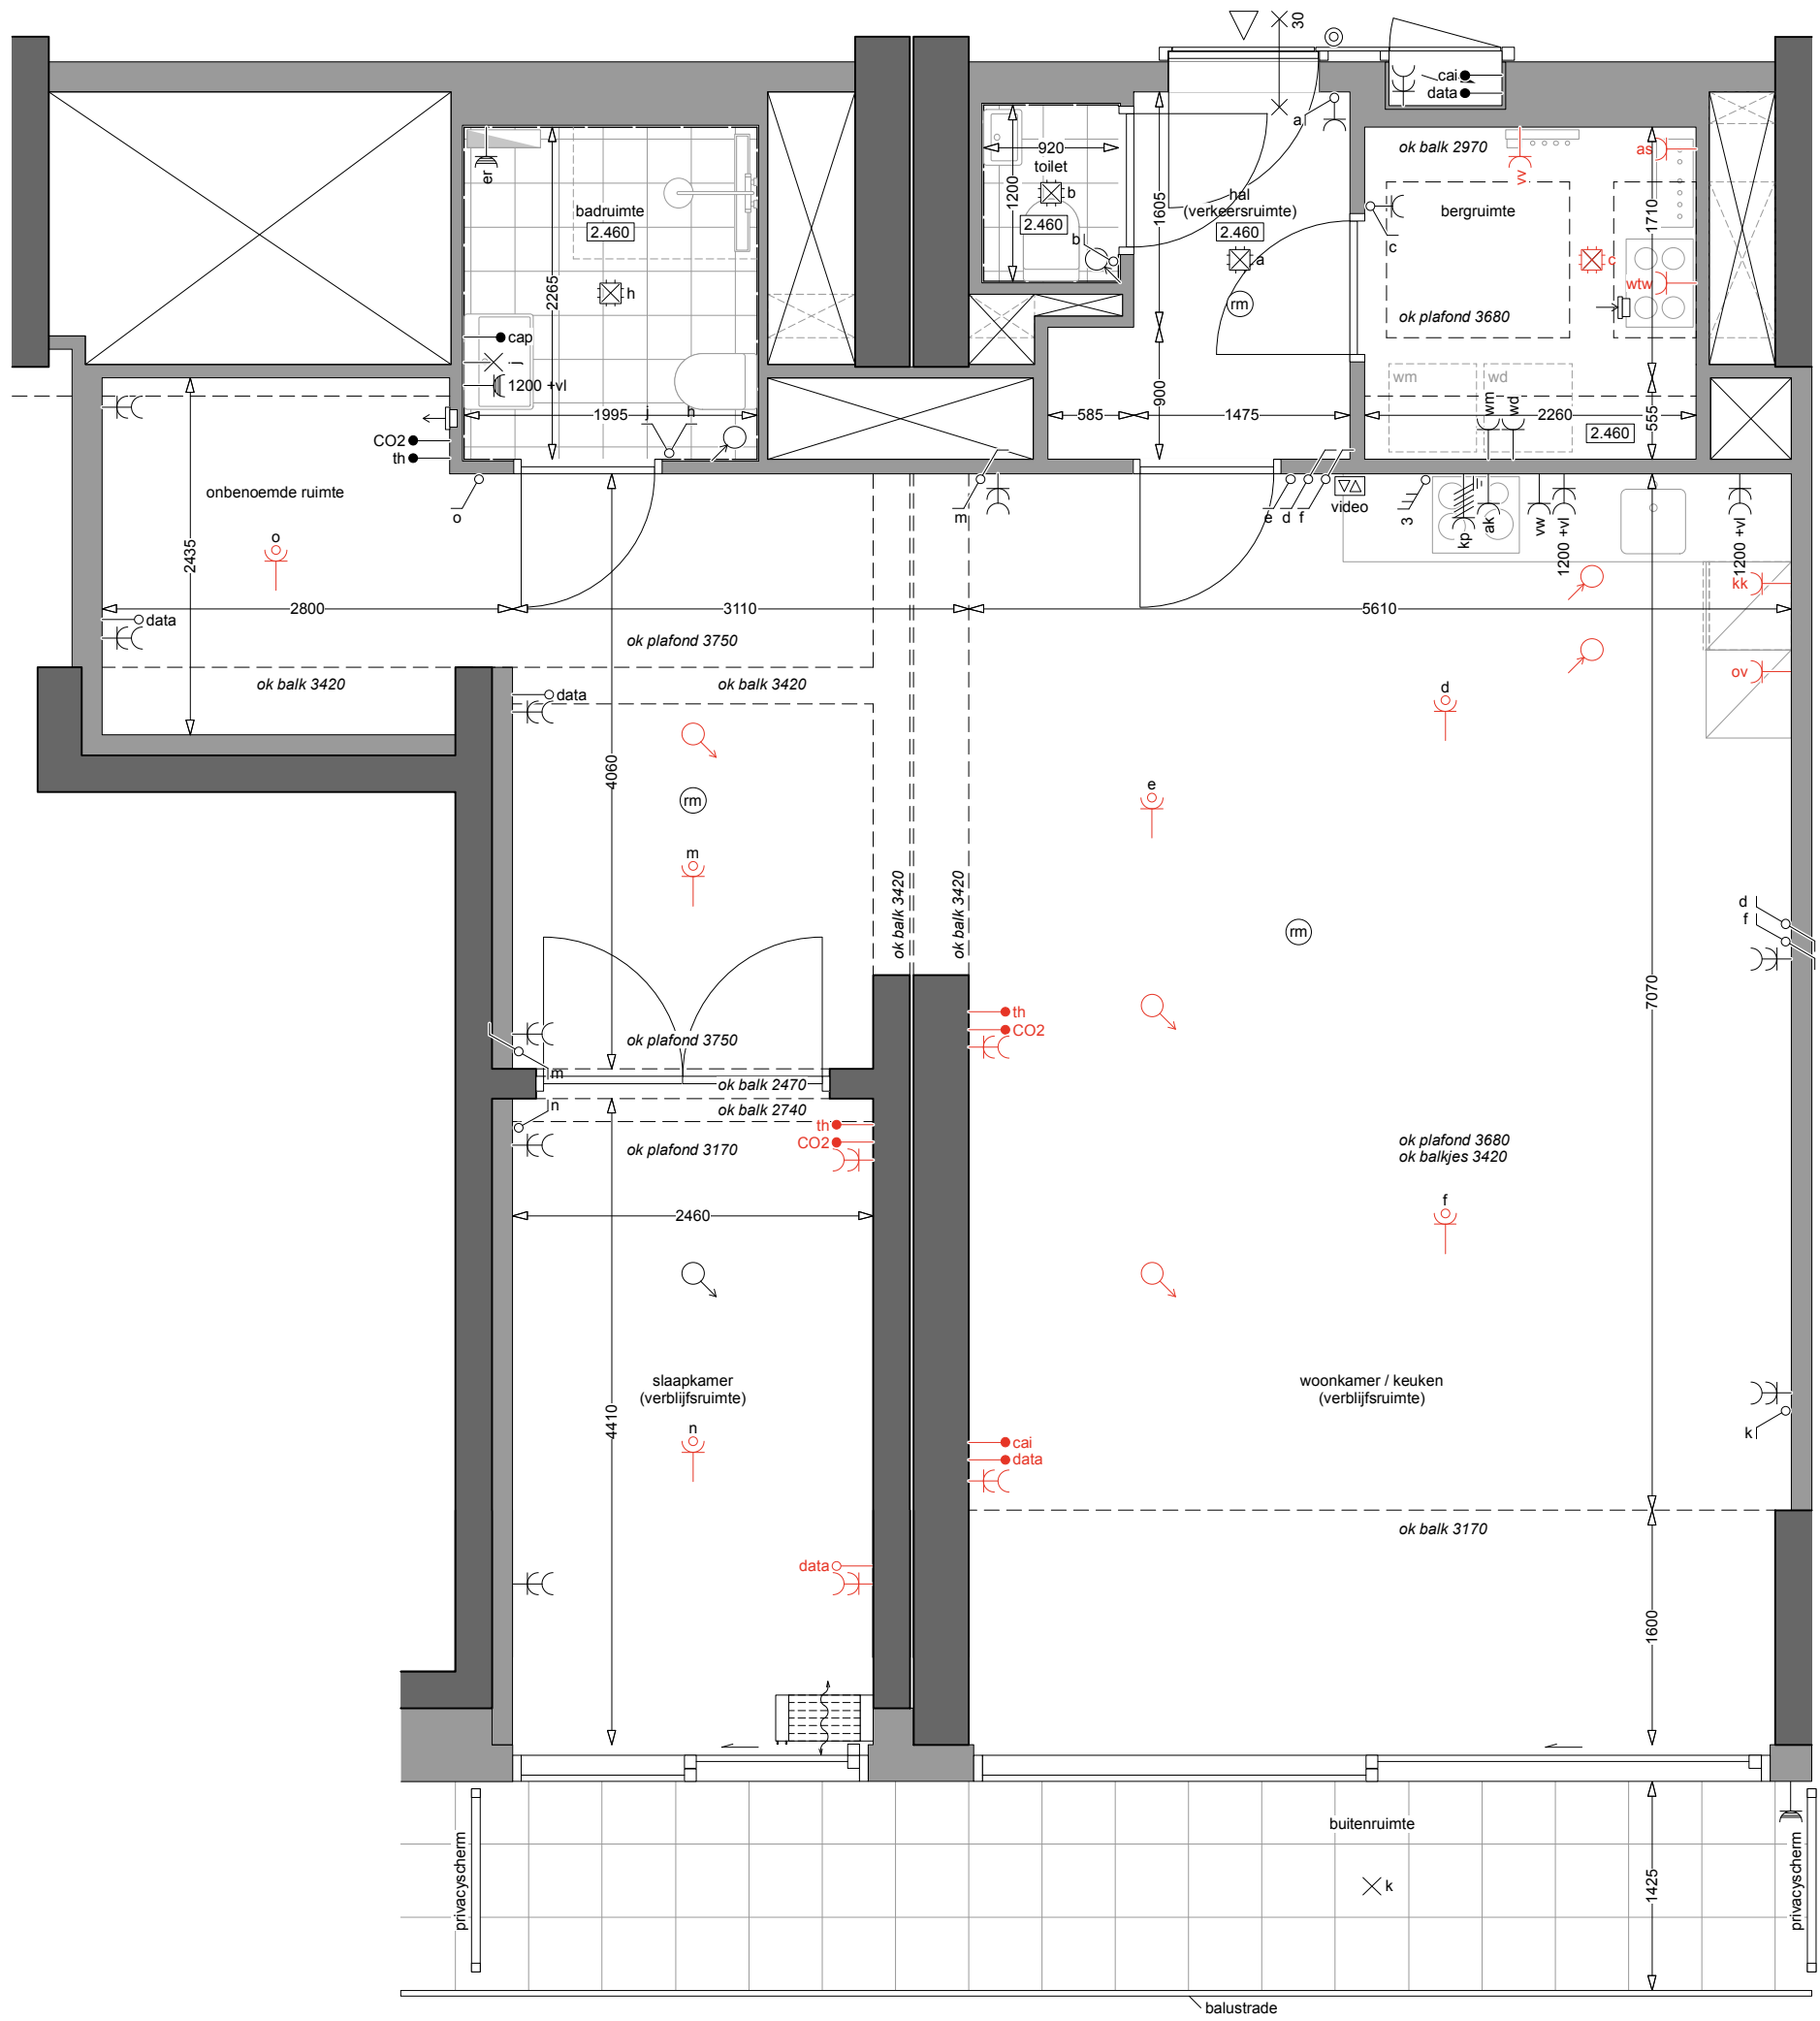 30
cai
data
a
ok balk 2970
as
vv
920
toilet
b
1200
2.460
b
1605
hal
(verkeersruimte)
2.460
a
rm
c
bergruimte
1710
c
wtw
ok plafond 3680
er
badruimte
2.460
2265
h
cap
j
1200 +vl
1995
j
h
585
900
1475
wm
wd
wm
wd
2260
555
2.460
CO2
th
onbenoemde ruimte
o
m
e
d
f
video
3
kp
ak
vw
1200 +vl
1200 +vl
2435
o
kk
2800
3110
5610
data
ok plafond 3750
ok balk 3420
ok balk 3420
data
ov
d
4060
e
rm
m
ok balk 3420
ok balk 3420
d
f
rm
7070
th
CO2
ok plafond 3750
m
ok balk 2470
n
ok balk 2740
th
CO2
ok plafond 3170
ok plafond 3680
ok balkjes 3420
2460
f
slaapkamer
(verblijfsruimte)
woonkamer / keuken
(verblijfsruimte)
4410
n
k
cai
data
ok balk 3170
data
1600
buitenruimte
privacyscherm
k
1425
privacyscherm
balustrade